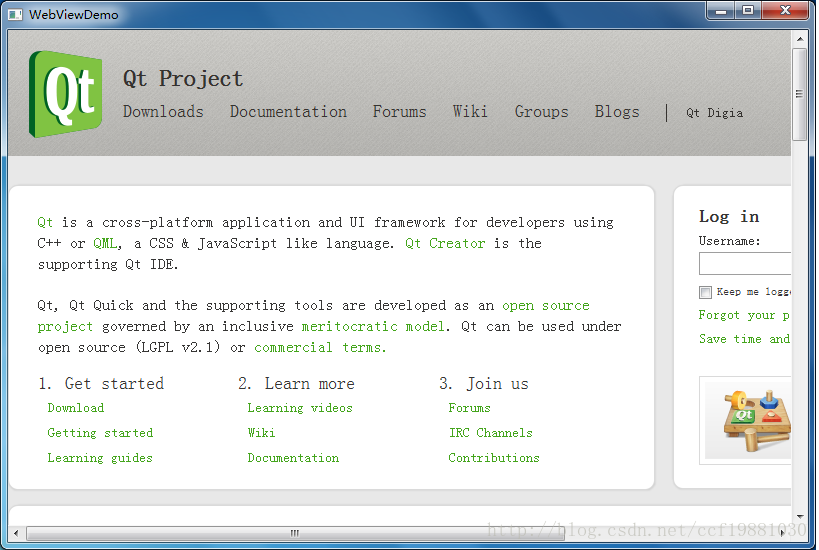 WebViewDemo
Qt
Qt Project
Downloads Documentation Forums Wiki Groups Blogs | Qt Digia
Qt is a cross-platform application and UI framework for developers using
C++ or QML, a CSS & JavaScript like language. Qt Creator is the
supporting Qt IDE.
Qt, Qt Quick and the supporting tools are developed as an open source
project governed by an inclusive meritocratic model. Qt can be used under
open source (LGPL v2.1) or commercial terms.
1. Get started
Download
Getting started
Learning guides
2. Learn more
Learning videos
Wiki
Documentation
3. Join us
Forums
IRC Channels
Contributions
Log in
Username:
Keep me logg
Forgot your p
Save time and
Qt
http://blog.csdn.net/ccf19881030